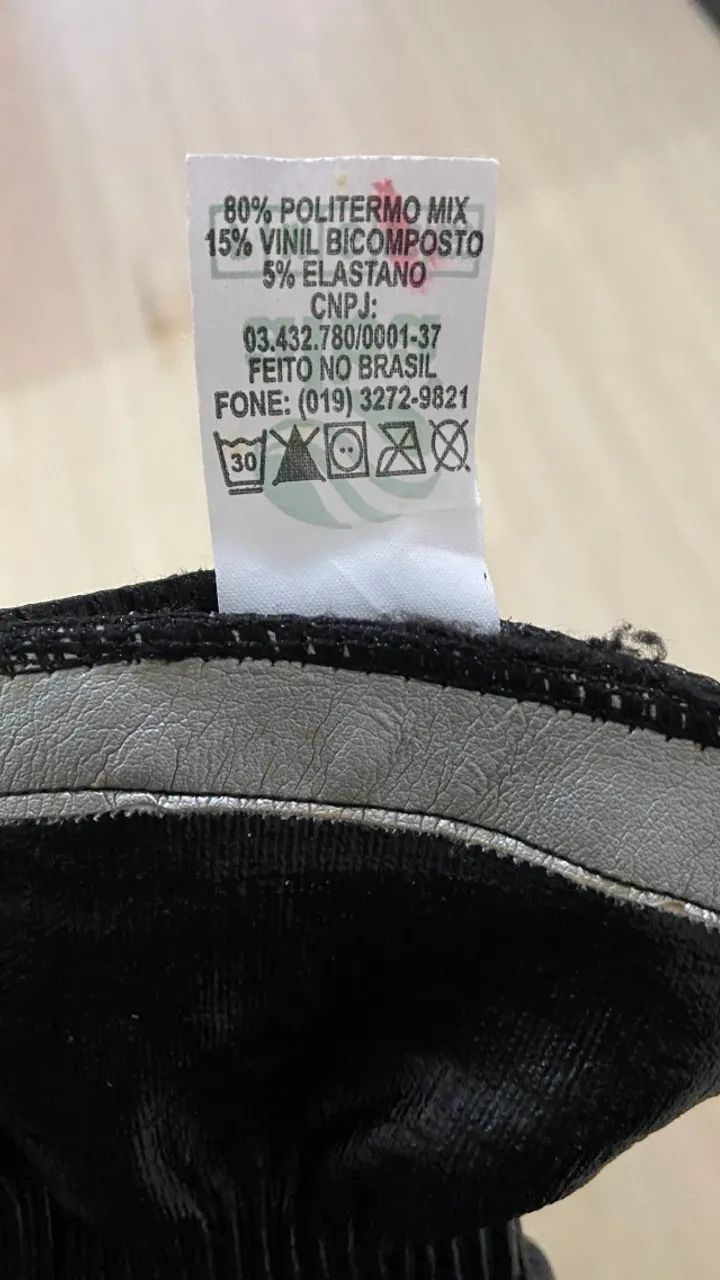 80% POLITERMO MIX
15% VINIL BICOMPOSTO
5% ELASTANO
CNPJ:
03.432.780/0001-37
FEITO NO BRASIL
FONE: (019) 3272-9821
30